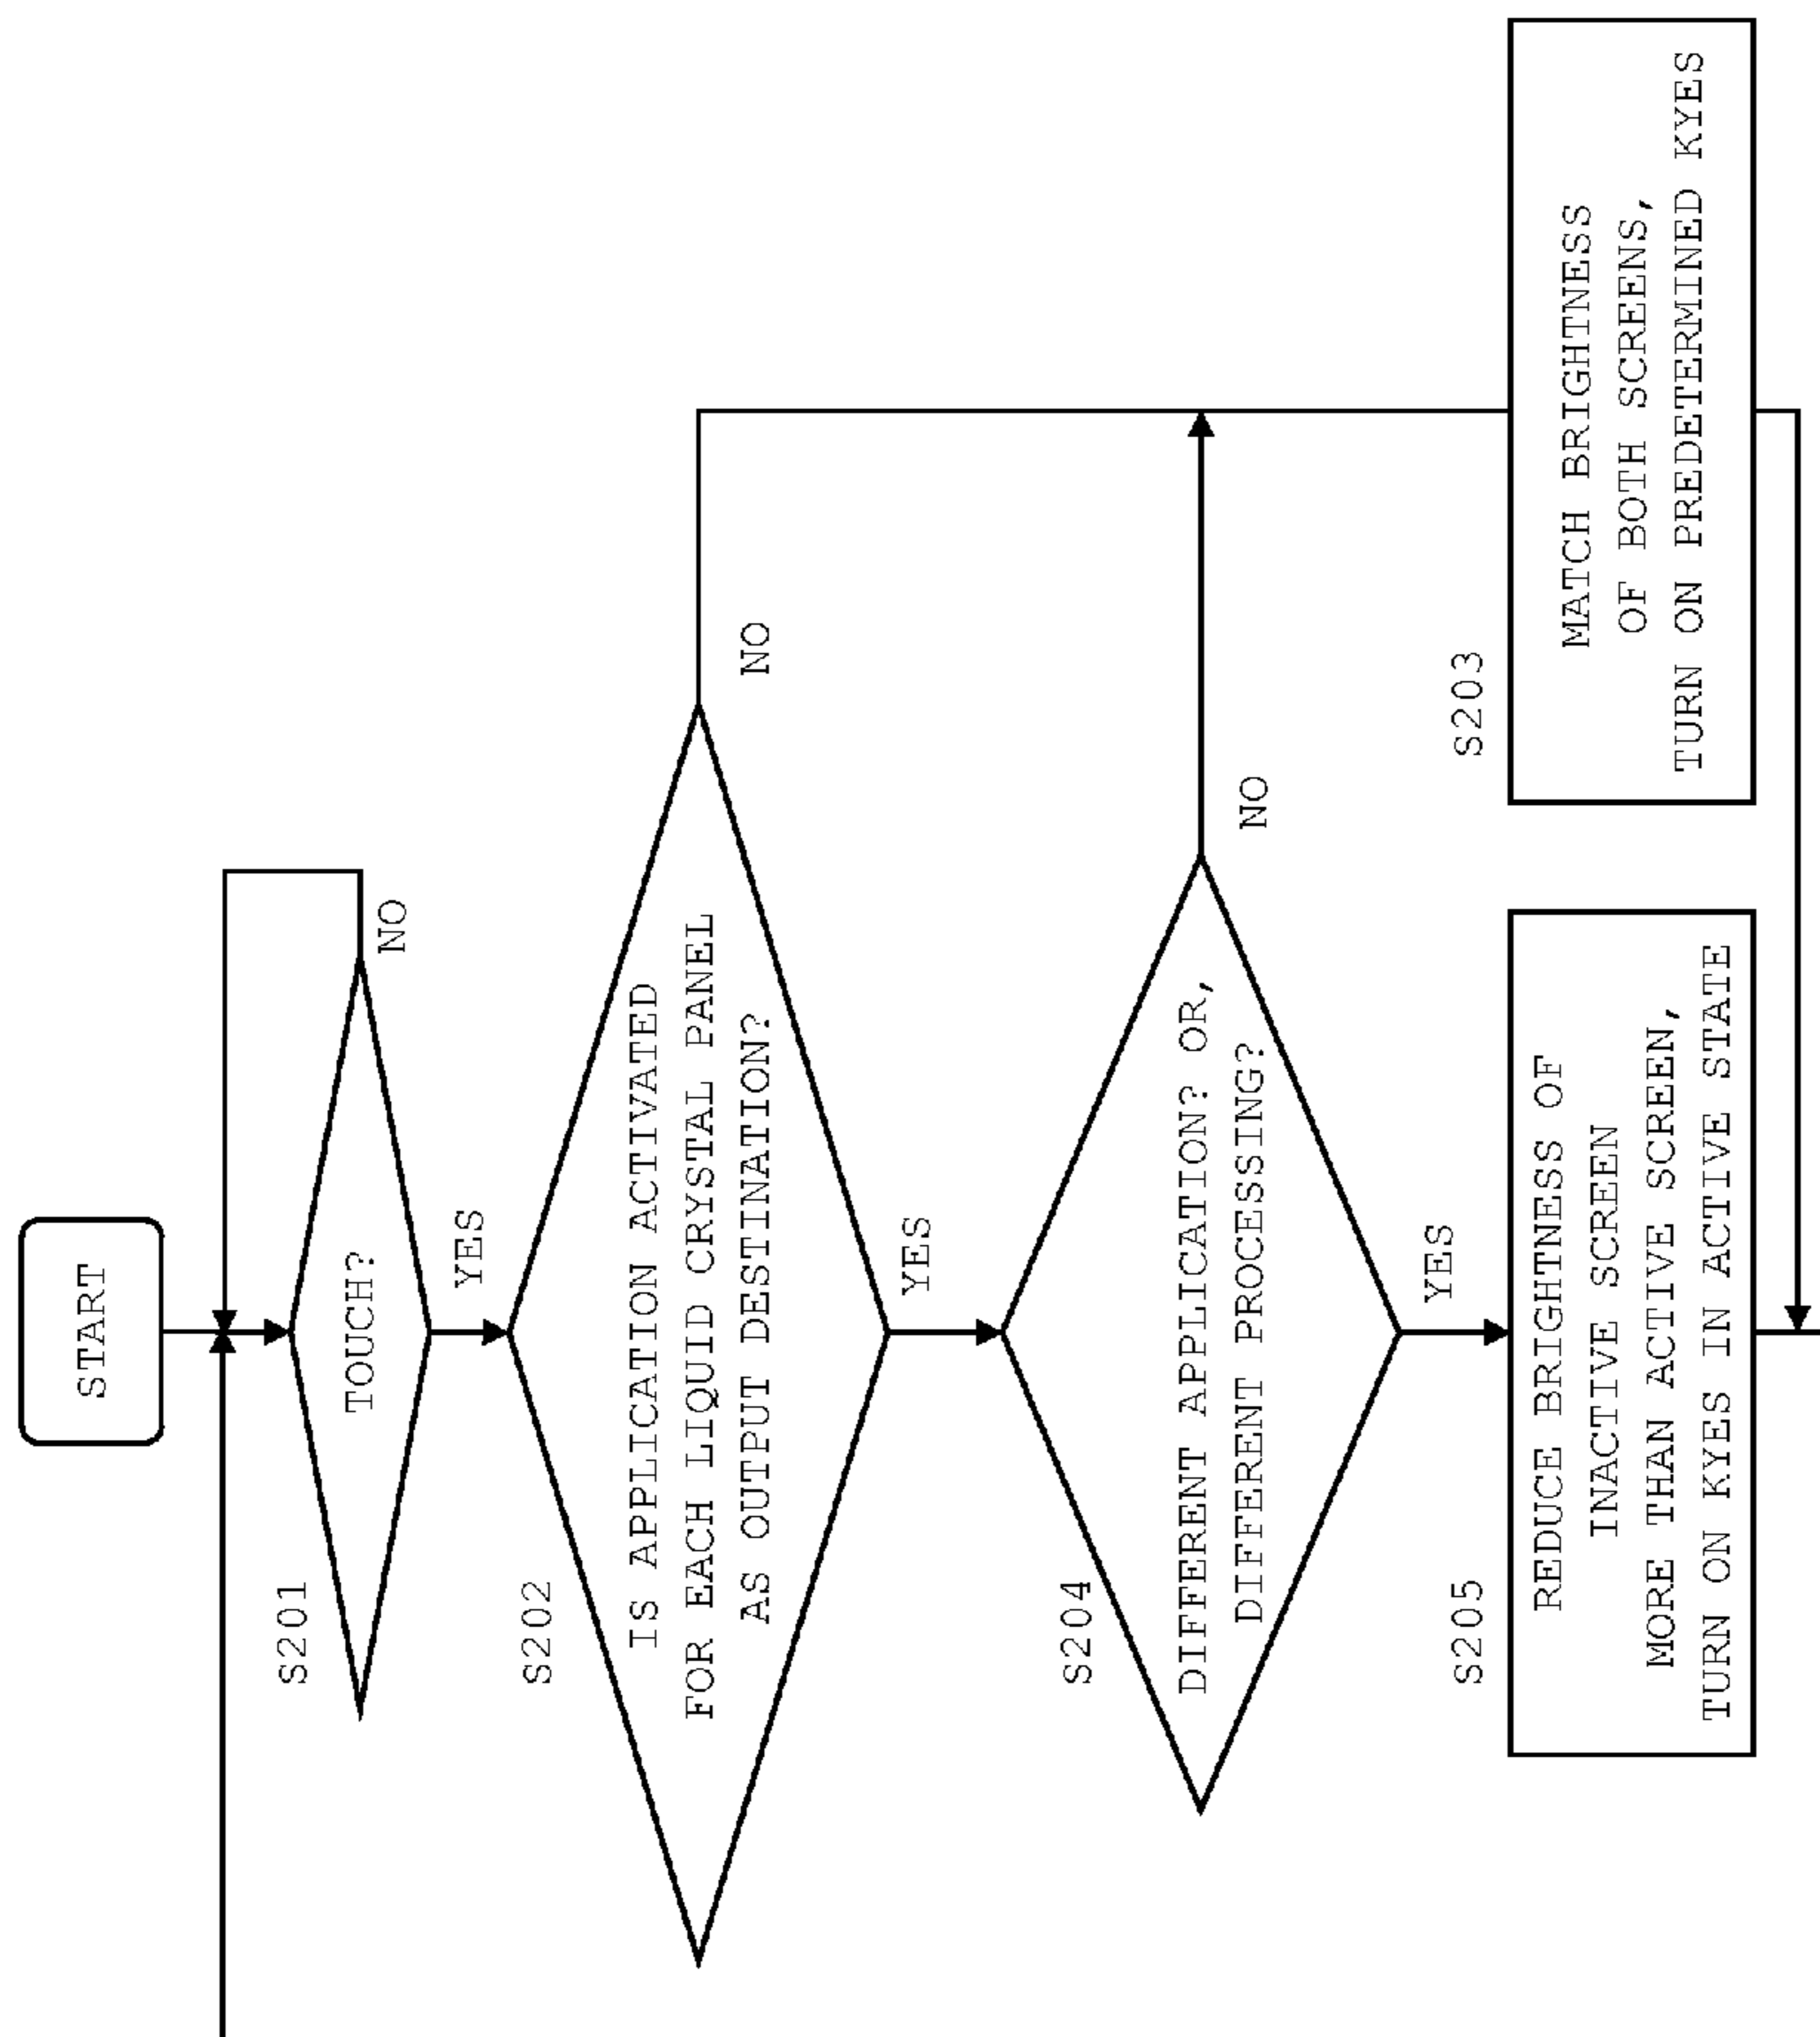 START
S201
TOUCH?
NO
YES
S202
IS APPLICATION ACTIVATED
FOR EACH LIQUID CRYSTAL PANEL
AS OUTPUT DESTINATION?
NO
YES
S204
DIFFERENT APPLICATION? OR,
DIFFERENT PROCESSING?
NO
YES
S205
REDUCE BRIGHTNESS OF
INACTIVE SCREEN
MORE THAN ACTIVE SCREEN,
TURN ON KYES IN ACTIVE STATE
S203
MATCH BRIGHTNESS
OF BOTH SCREENS,
TURN ON PREDETERMINED KYES